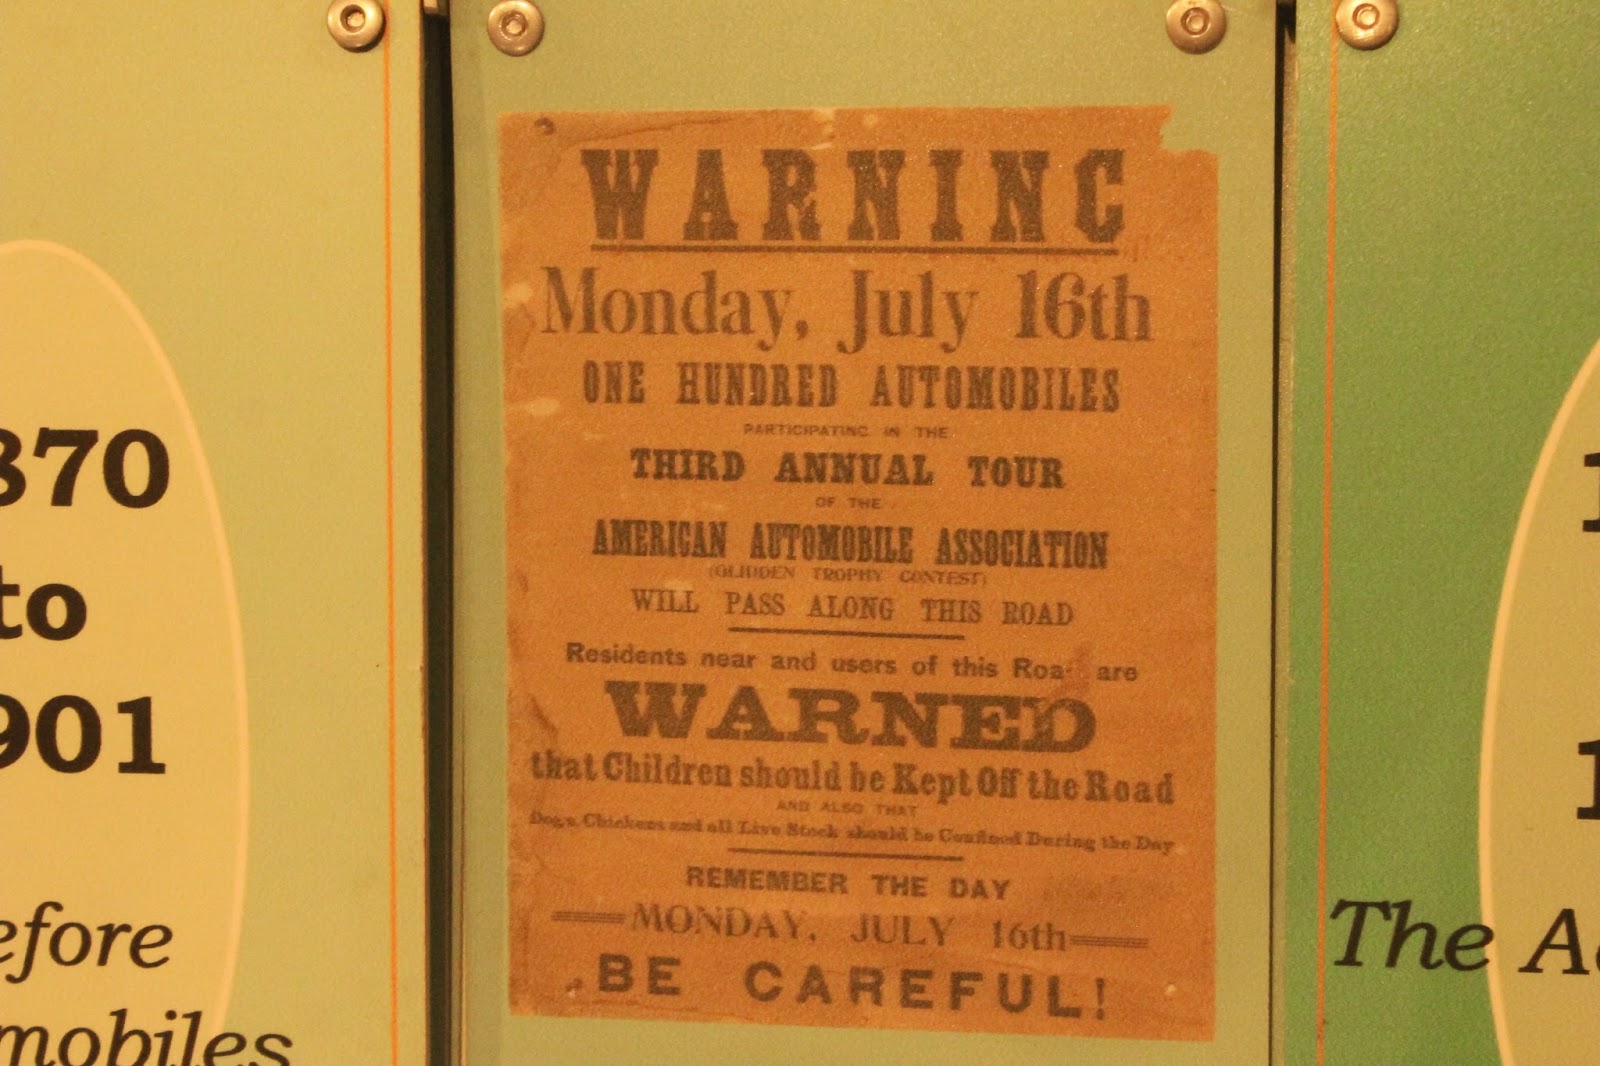 WARNING
Monday, July 16th
ONE HUNDRED AUTOMOBILES
PARTICIPATING IN THE
THIRD ANNUAL TOUR
OF THE
AMERICAN AUTOMOBILE ASSOCIATION
(GLIDDEN TROPHY CONTEST)
WILL PASS ALONG THIS ROAD
Residents near and users of this Road are
WARNED
that Children should be Kept Off the Road
AND ALSO THAT
Dogs, Chickens and all Live Stock should be Confined During the Day
REMEMBER THE DAY
MONDAY, JULY 16th
BE CAREFUL!
870
to
901
efore
mobiles
The A